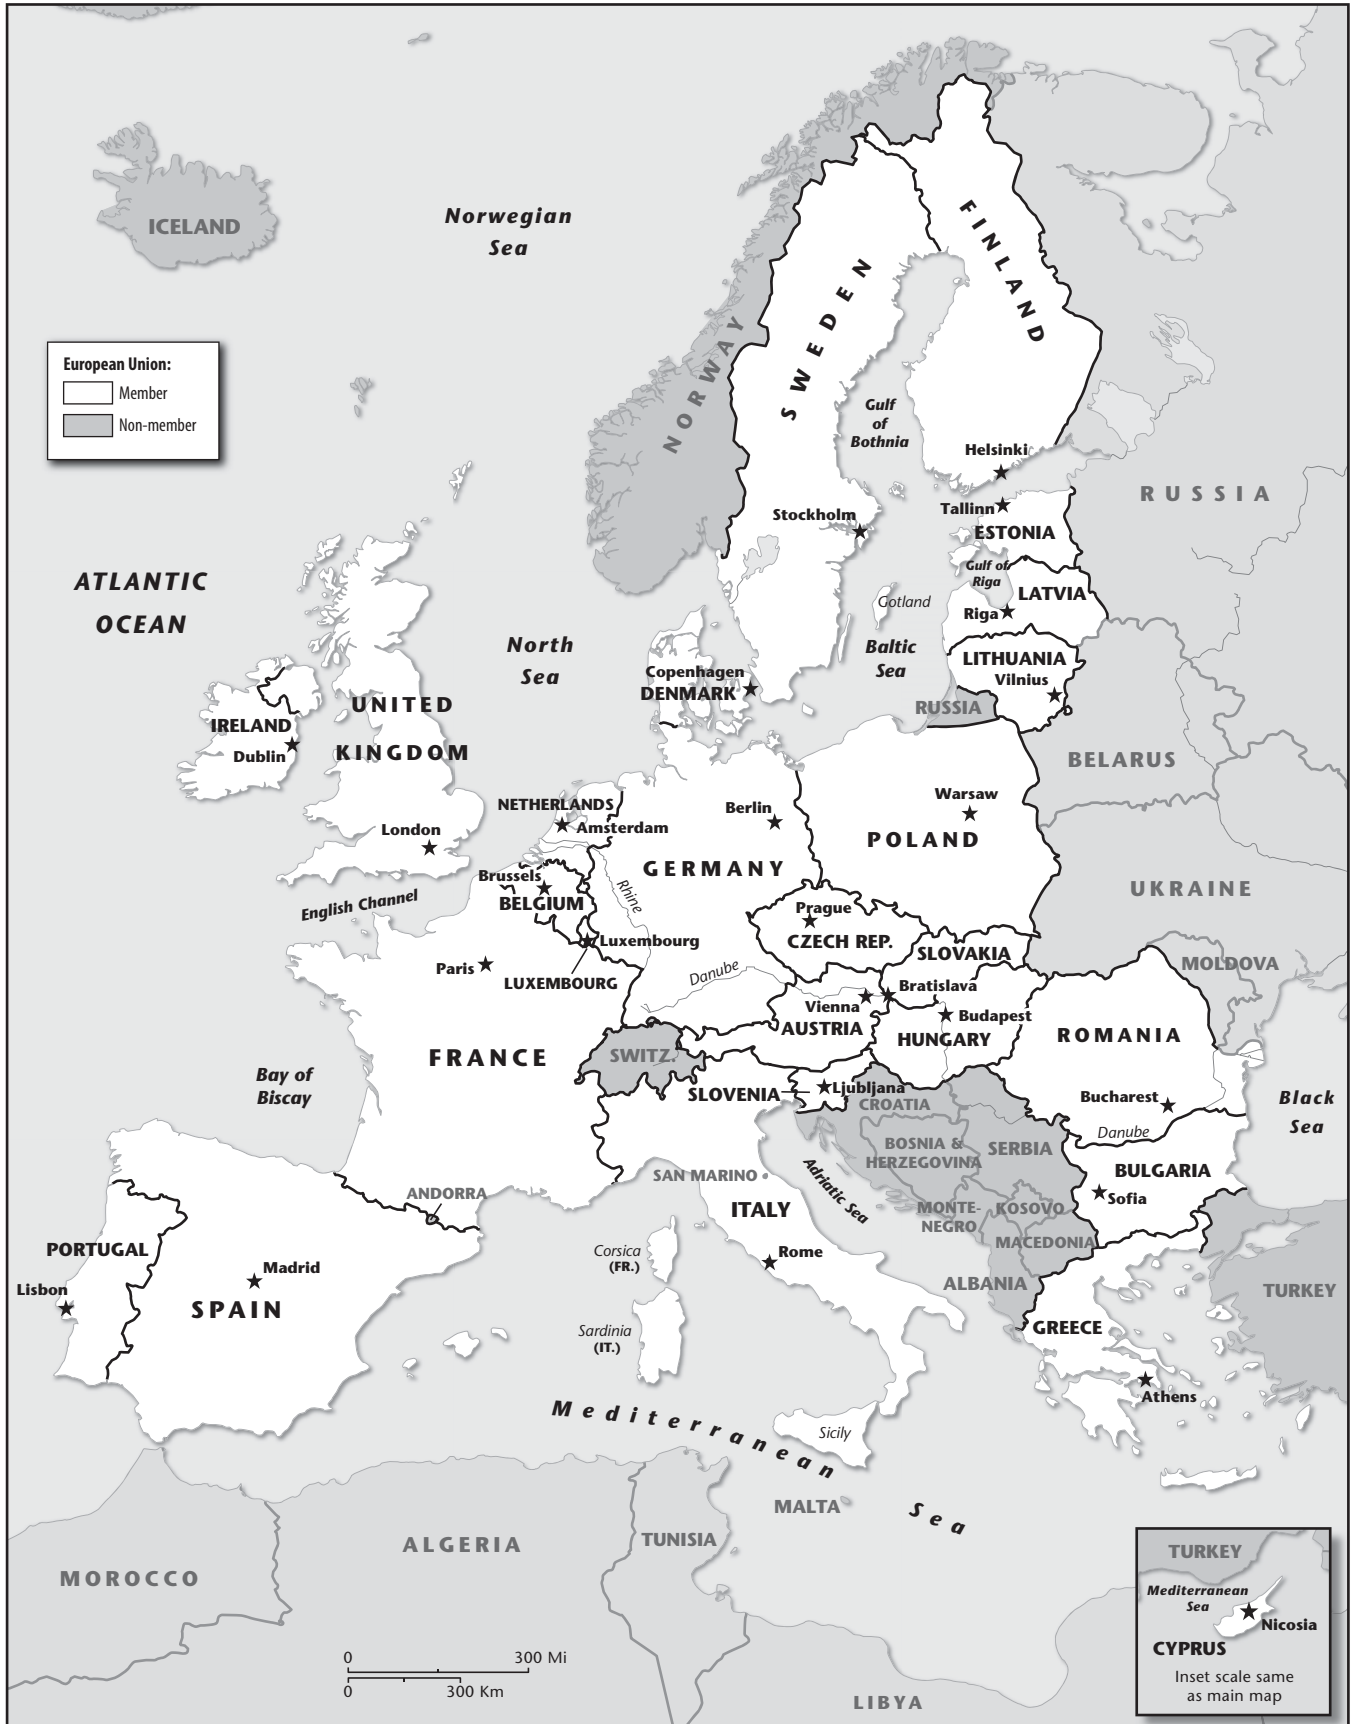 ICELAND
Norwegian
Sea
FINLAND
SWEDEN
NORWAY
European Union:
Member
Non-member
Gulf
of
Bothnia
Helsinki
RUSSIA
Tallinn
ESTONIA
Stockholm
Gulf of
Riga
LATVIA
Riga
ATLANTIC
OCEAN
Gotland
North
Sea
Baltic
Sea
LITHUANIA
Vilnius
Copenhagen
DENMARK
RUSSIA
UNITED
KINGDOM
IRELAND
Dublin
BELARUS
NETHERLANDS
Amsterdam
Berlin
Warsaw
POLAND
London
GERMANY
Brussels
BELGIUM
Rhine
English Channel
UKRAINE
Prague
CZECH REP.
SLOVAKIA
Luxembourg
LUXEMBOURG
Paris
Danube
MOLDOVA
Bratislava
Vienna
AUSTRIA
Budapest
HUNGARY
ROMANIA
FRANCE
SWITZ.
Bay of
Biscay
SLOVENIA
Ljubljana
CROATIA
Bucharest
Black
Sea
Danube
BOSNIA &
HERZEGOVINA
SERBIA
BULGARIA
Sofia
SAN MARINO
Adriatic Sea
ANDORRA
ITALY
MONTE-
NEGRO
KOSOVO
MACEDONIA
PORTUGAL
Lisbon
Madrid
SPAIN
Corsica
(FR.)
Rome
ALBANIA
TURKEY
Sardinia
(IT.)
GREECE
Athens
Mediterranean
Sea
Sicily
MALTA
MOROCCO
ALGERIA
TUNISIA
LIBYA
0 300 Mi
0 300 Km
TURKEY
Mediterranean
Sea
Nicosia
CYPRUS
Inset scale same
as main map